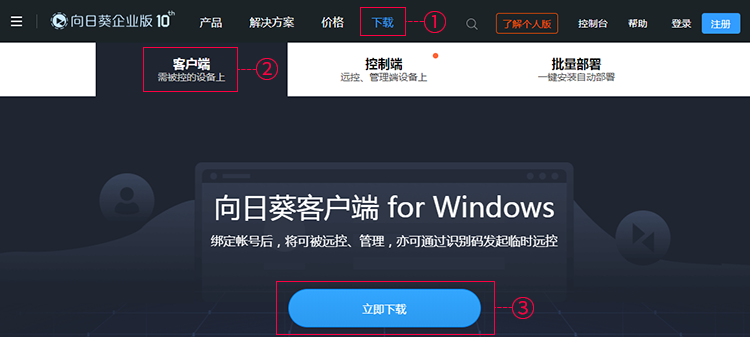 向日葵企业版 10th 产品 解决方案 价格 下载 ① 了解个人版 控制台 帮助 登录 注册
客户端 控制端 批量部署
需被控的设备上 ② 远控、管理端设备上 一键安装自动部署
向日葵客户端 for Windows
绑定帐号后，将可被远控、管理，亦可通过识别码发起临时远控
立即下载 ③